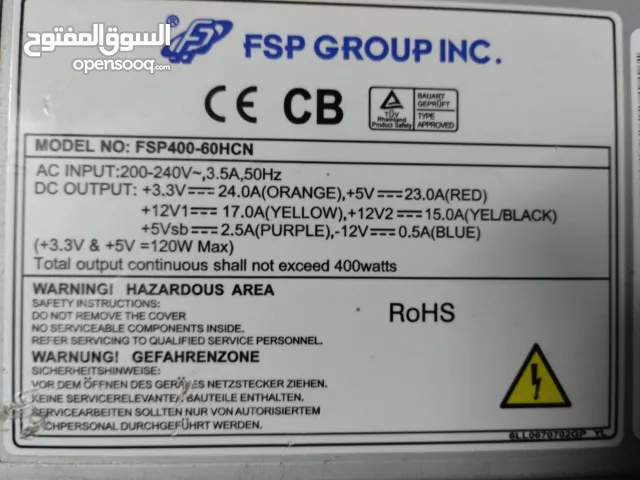 السوق المفتوح
opensooq.com
FSP GROUP INC.
CE CB
TÜV
Rheinland
Product Safety
BAUART
GEPRÜFT
TYPE
APPROVED
MODEL NO: FSP400-60HCN
AC INPUT:200-240V~,3.5A,50Hz
DC OUTPUT: +3.3V⎓24.0A(ORANGE),+5V⎓23.0A(RED)
+12V1⎓17.0A(YELLOW),+12V2⎓15.0A(YEL/BLACK)
+5Vsb⎓2.5A(PURPLE),-12V⎓0.5A(BLUE)
(+3.3V & +5V =120W Max)
Total output continuous shall not exceed 400watts
WARNING! HAZARDOUS AREA
SAFETY INSTRUCTIONS:
DO NOT REMOVE THE COVER
NO SERVICEABLE COMPONENTS INSIDE.
REFER SERVICING TO QUALIFIED SERVICE PERSONNEL.
RoHS
WARNUNG! GEFAHRENZONE
SICHERHEITSHINWEISE:
VOR DEM ÖFFNEN DES GERÄTES NETZSTECKER ZIEHEN.
KEINE SERVICERELEVANTEN BAUTEILE ENTHALTEN.
SERVICEARBEITEN SOLLTEN NUR VON AUTORISIERTEM
FACHPERSONAL DURCHGEFÜHRT WERDEN.